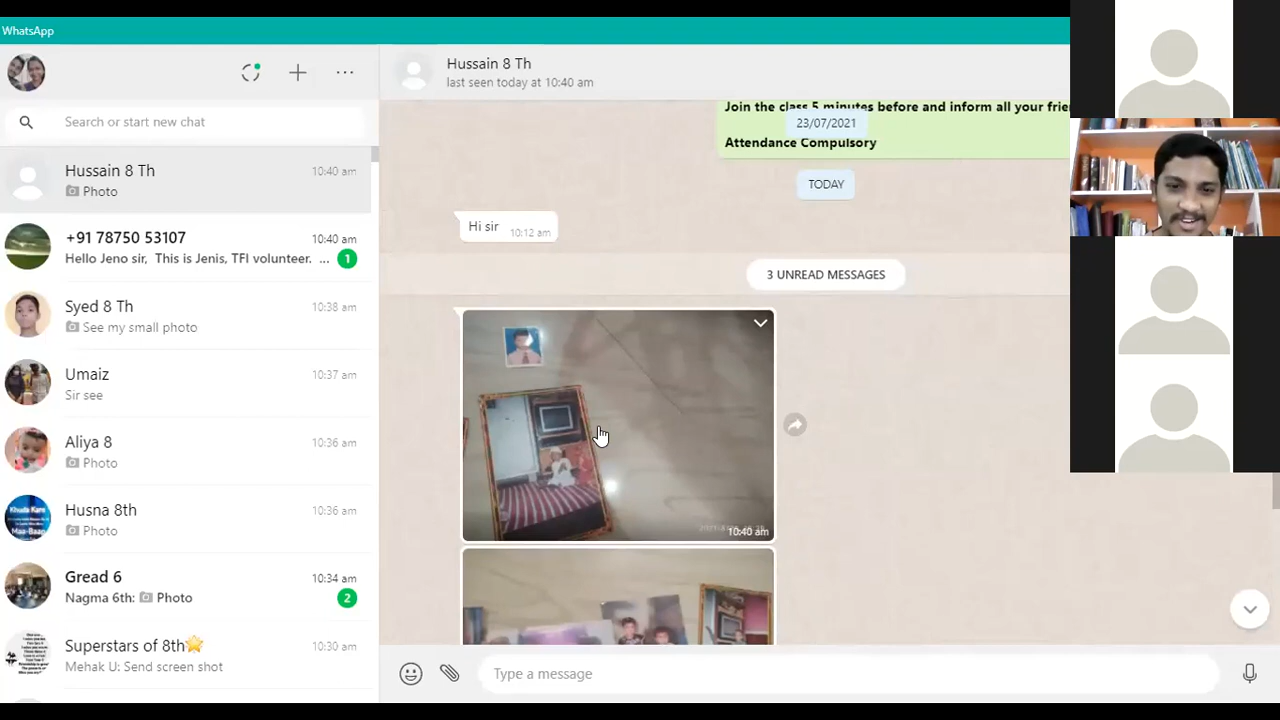 WhatsApp
Search or start new chat
Hussain 8 Th
10:40 am
Photo
+91 78750 53107
10:40 am
Hello Jeno sir, This is Jenis, TFI volunteer. ...
1
Syed 8 Th
10:38 am
See my small photo
Umaiz
10:37 am
Sir see
Aliya 8
10:36 am
Photo
Husna 8th
10:36 am
Photo
Gread 6
10:34 am
Nagma 6th: Photo
2
Superstars of 8th⭐
10:30 am
Mehak U: Send screen shot
Hussain 8 Th
last seen today at 10:40 am
Join the class 5 minutes before and inform all your frie
23/07/2021
Attendance Compulsory
TODAY
Hi sir
10:12 am
3 UNREAD MESSAGES
10:40 am
Type a message